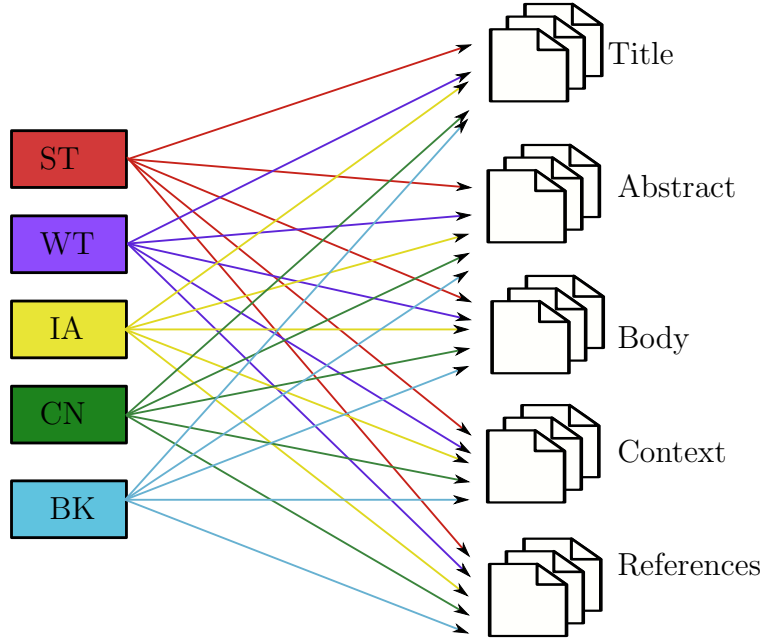 ST
WT
IA
CN
BK
Title
Abstract
Body
Context
References